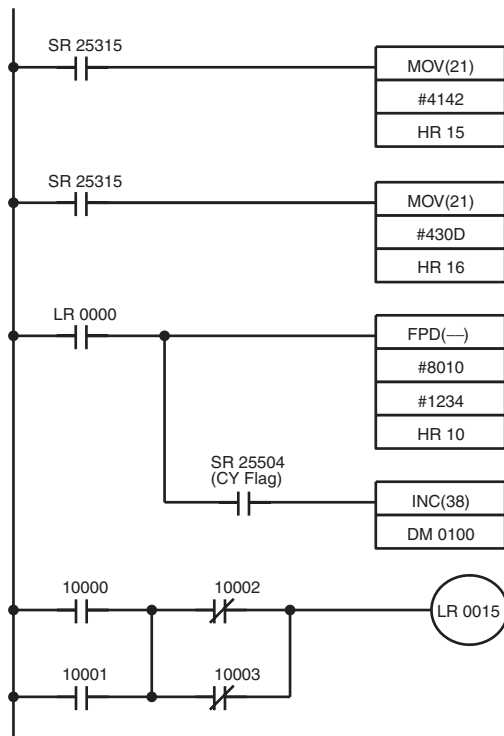 SR 25315
MOV(21)
#4142
HR 15
SR 25315
MOV(21)
#430D
HR 16
LR 0000
FPD(––)
#8010
#1234
HR 10
SR 25504
(CY Flag)
INC(38)
DM 0100
10000
10002
LR 0015
10001
10003